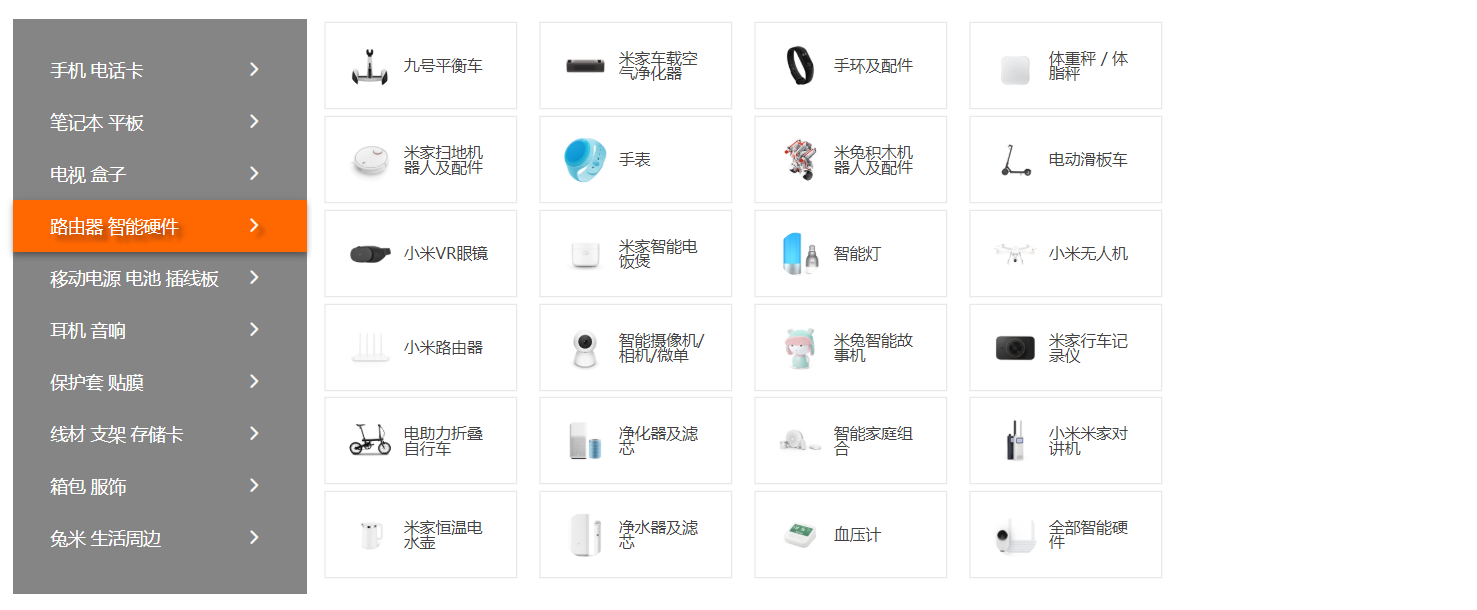 手机 电话卡
笔记本 平板
电视 盒子
路由器 智能硬件
移动电源 电池 插线板
耳机 音响
保护套 贴膜
线材 支架 存储卡
箱包 服饰
兔米 生活周边
九号平衡车
米家车载空
气净化器
手环及配件
体重秤 / 体
脂秤
米家扫地机
器人及配件
手表
米兔积木机
器人及配件
电动滑板车
小米VR眼镜
米家智能电
饭煲
智能灯
小米无人机
小米路由器
智能摄像机/
相机/微单
米兔智能故
事机
米家行车记
录仪
电助力折叠
自行车
净化器及滤
芯
智能家庭组
合
小米米家对
讲机
米家恒温电
水壶
净水器及滤
芯
血压计
全部智能硬
件